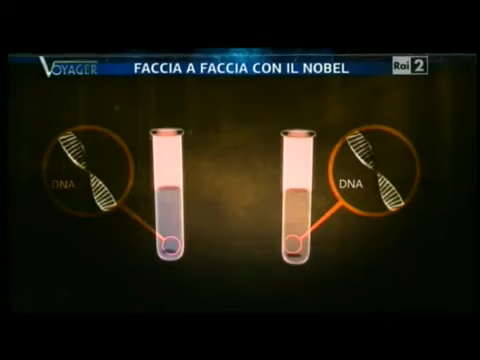 VOYAGER
FACCIA A FACCIA CON IL NOBEL
Rai 2
DNA
DNA